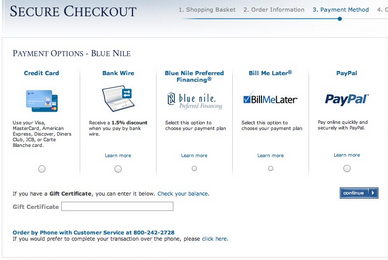 SECURE CHECKOUT
1. Shopping Basket 2. Order Information 3. Payment Method 4. C
PAYMENT OPTIONS - BLUE NILE
Credit Card
Use your Visa,
MasterCard, American
Express, Discover, Diners
Club, JCB, or Carte
Blanche card.
Bank Wire
Receive a 1.5% discount
when you pay by bank
wire.
Learn more
Blue Nile Preferred
Financing®
blue nile.
Preferred Financing
Select this option to
choose your payment plan
Learn more
Bill Me Later®
BillMeLater®
Select this option to
choose your payment plan
Learn more
PayPal
PayPal
Pay online quickly and
securely with PayPal.
Learn more
If you have a Gift Certificate, you can enter it below. Check your balance.
continue
Gift Certificate
Order by Phone with Customer Service at 800-242-2728
If you would prefer to complete your transaction over the phone, please click here.